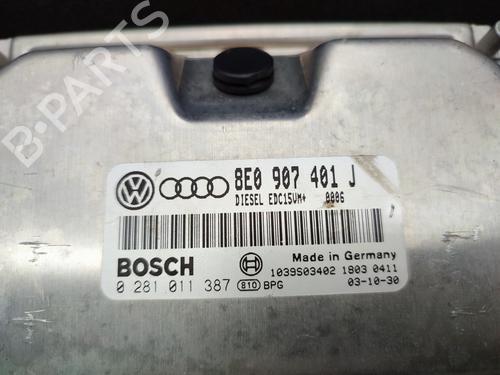 B-PARTS
8E0 907 401 J
DIESEL EDC15VM+ 0006
BOSCH
Made in Germany
1039S03402 1803 0411
0 281 011 387 810 BPG 03-10-30